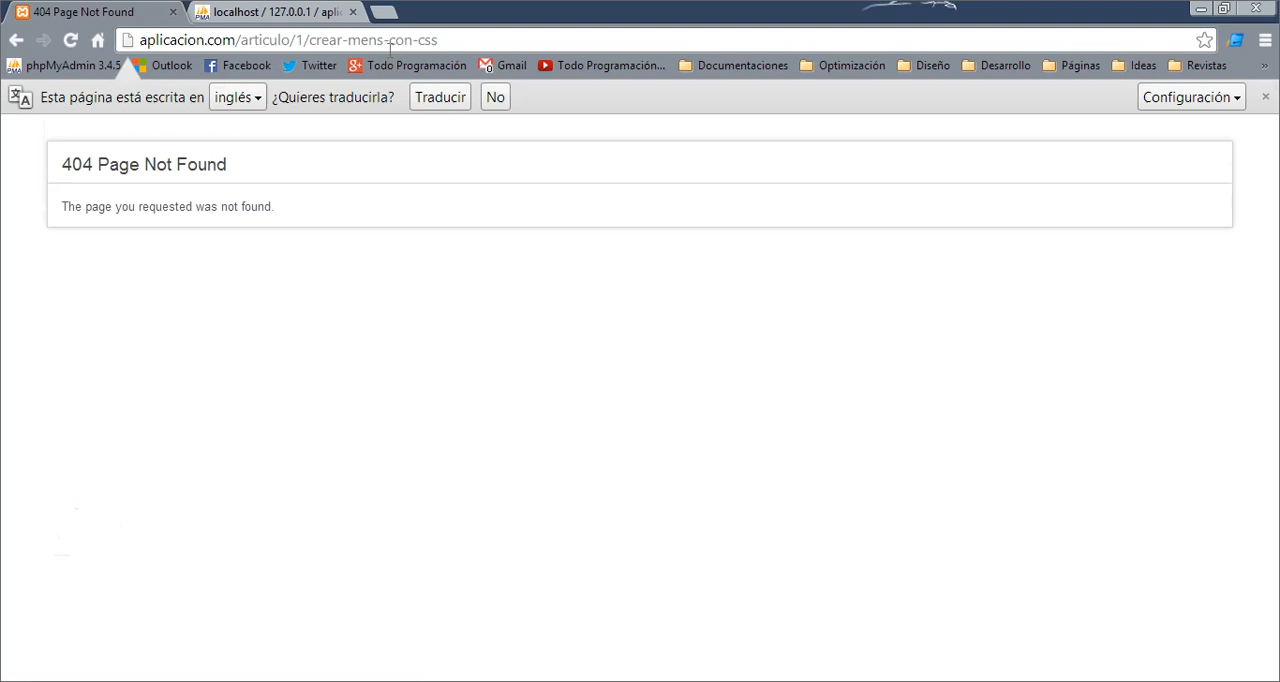 404 Page Not Found
localhost / 127.0.0.1 / aplic
aplicacion.com/articulo/1/crear-mens-con-css
phpMyAdmin 3.4.5 Outlook Facebook Twitter Todo Programación Gmail Todo Programación... Documentaciones Optimización Diseño Desarrollo Páginas Ideas Revistas »
Esta página está escrita en inglés ¿Quieres traducirla? Traducir No Configuración
404 Page Not Found
The page you requested was not found.